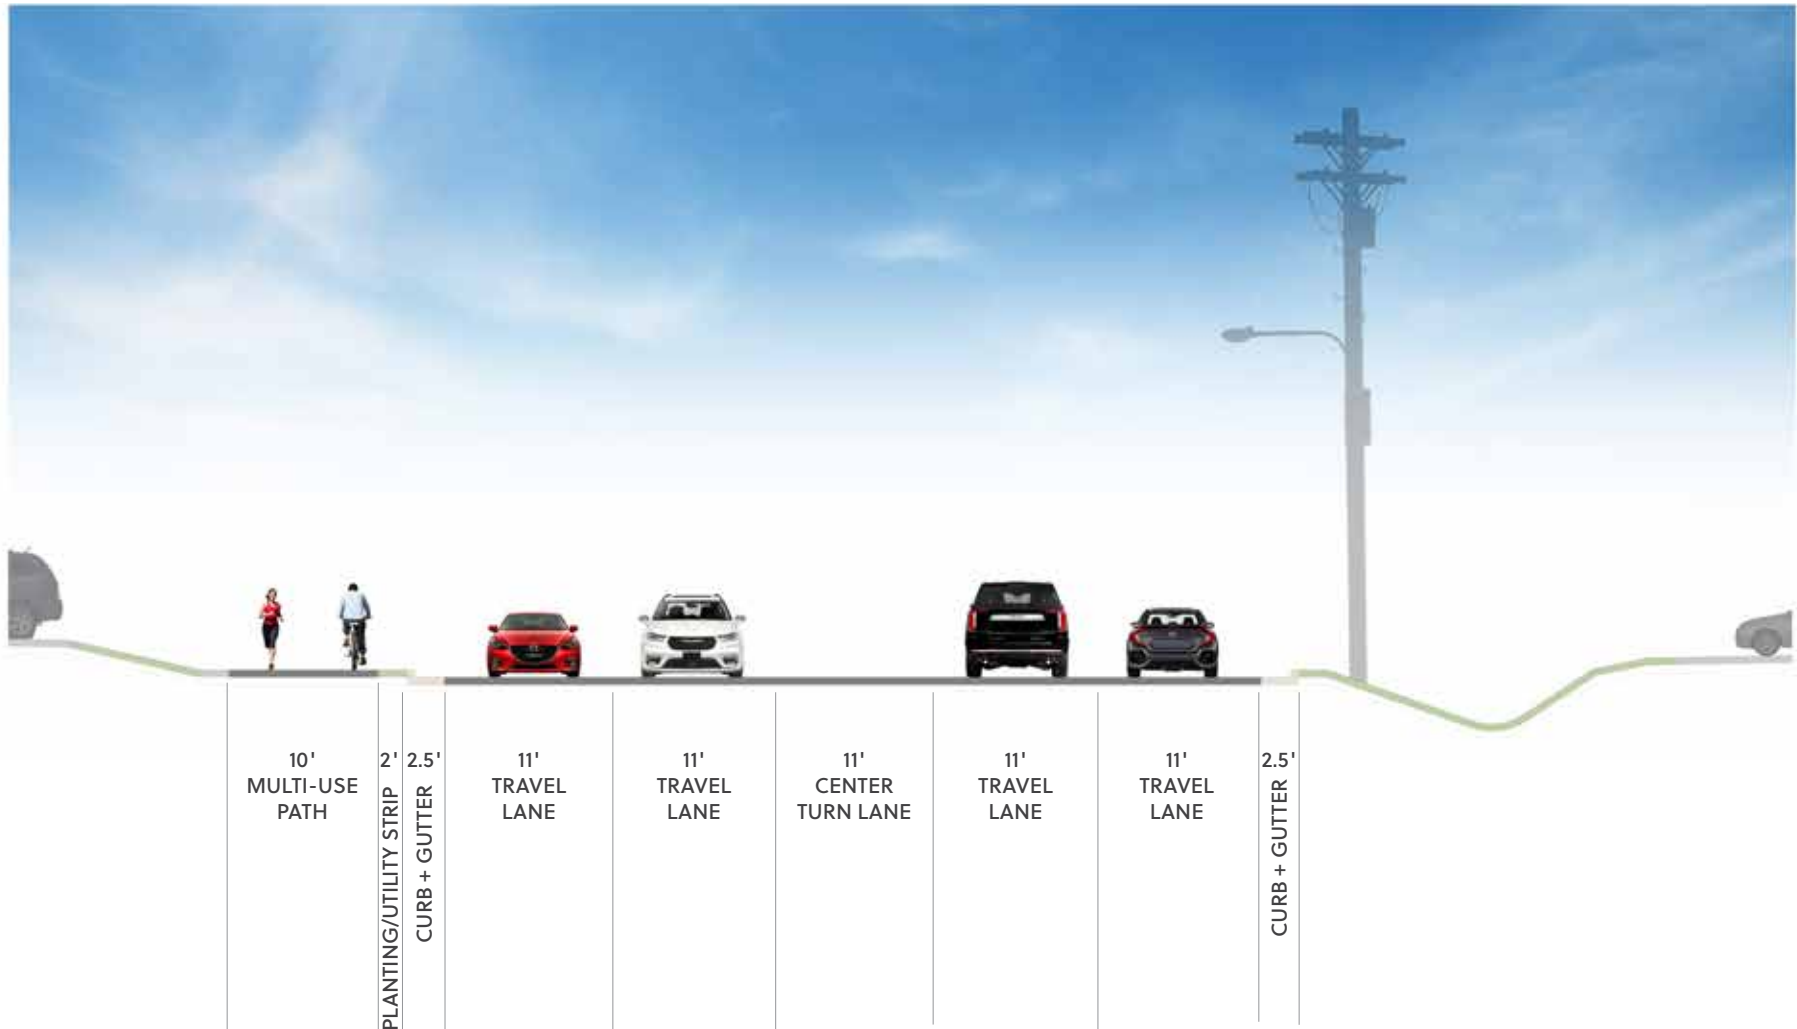 10'
MULTI-USE
PATH
2'
PLANTING/UTILITY STRIP
2.5'
CURB + GUTTER
11'
TRAVEL
LANE
11'
TRAVEL
LANE
11'
CENTER
TURN LANE
11'
TRAVEL
LANE
11'
TRAVEL
LANE
2.5'
CURB + GUTTER